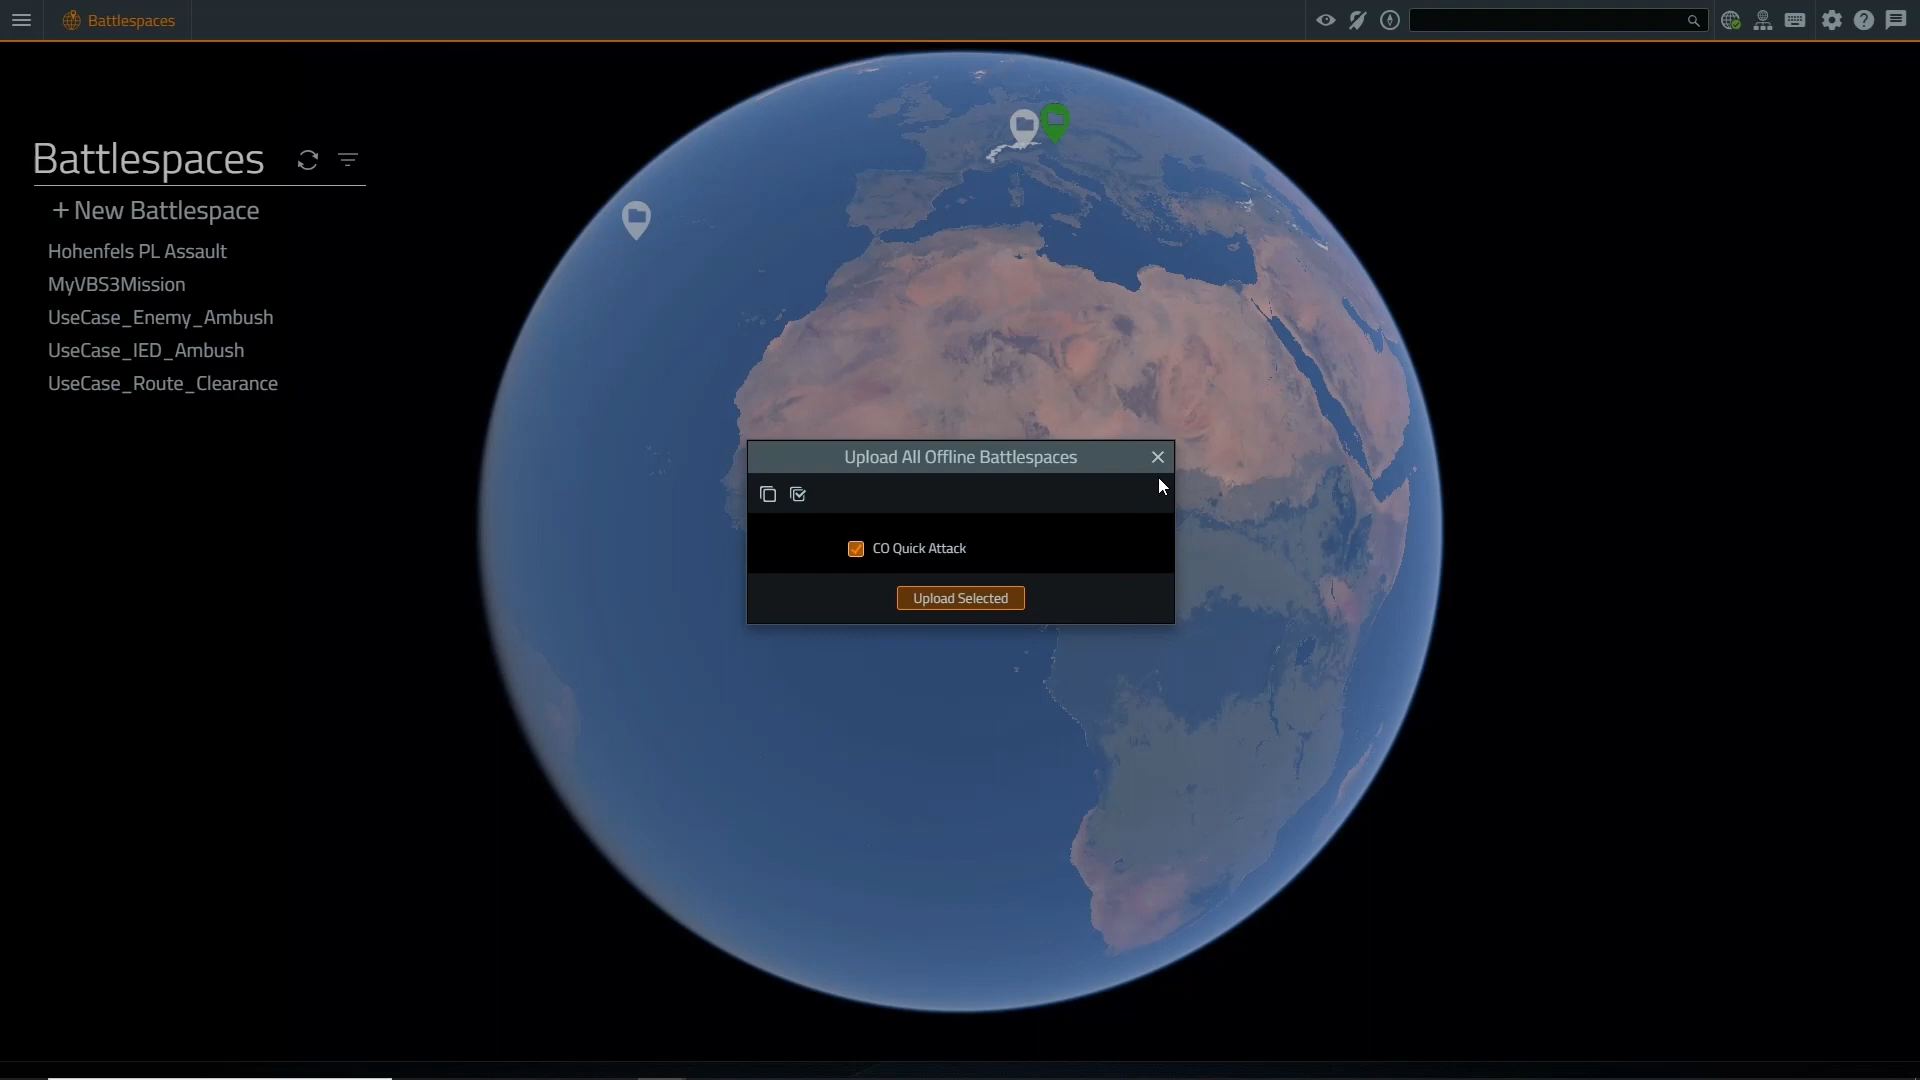 Battlespaces
Battlespaces
+ New Battlespace
Hohenfels PL Assault
MyVBS3Mission
UseCase_Enemy_Ambush
UseCase_IED_Ambush
UseCase_Route_Clearance
Upload All Offline Battlespaces
CO Quick Attack
Upload Selected